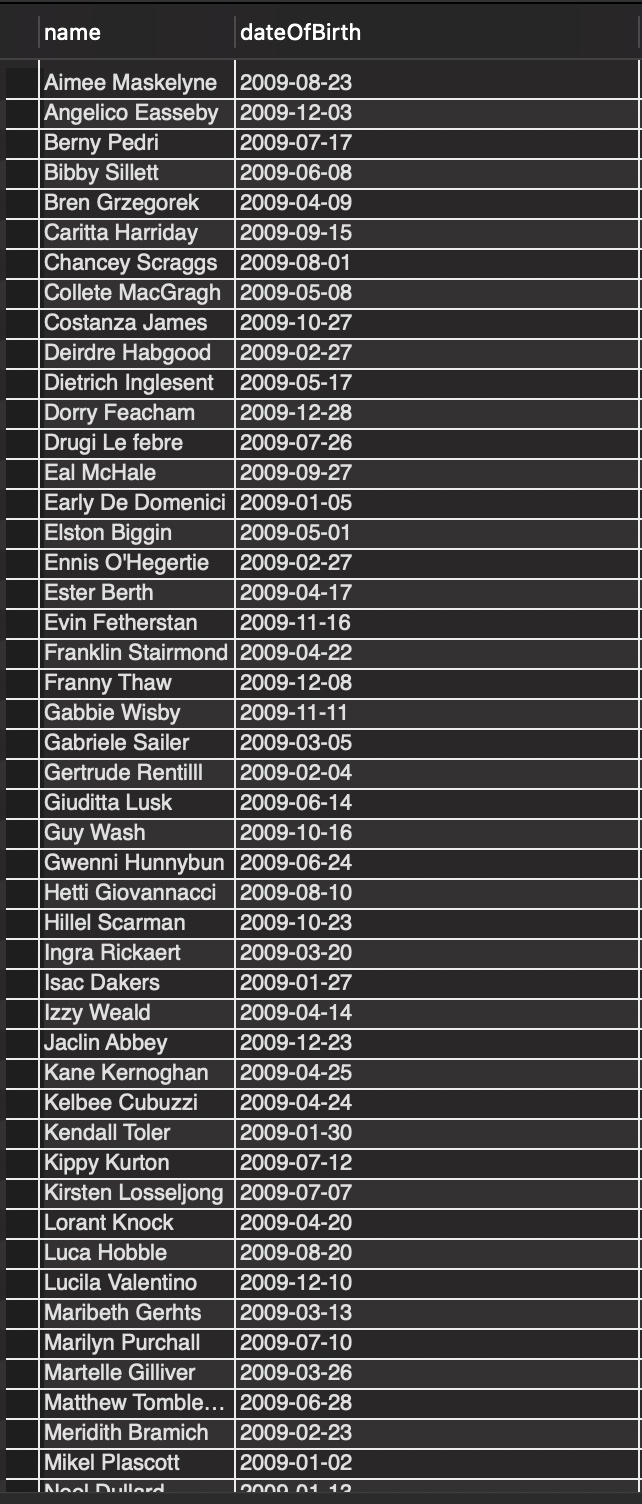 name dateOfBirth
Aimee Maskelyne 2009-08-23
Angelico Easseby 2009-12-03
Berny Pedri 2009-07-17
Bibby Sillett 2009-06-08
Bren Grzegorek 2009-04-09
Caritta Harriday 2009-09-15
Chancey Scraggs 2009-08-01
Collete MacGragh 2009-05-08
Costanza James 2009-10-27
Deirdre Habgood 2009-02-27
Dietrich Inglesent 2009-05-17
Dorry Feacham 2009-12-28
Drugi Le febre 2009-07-26
Eal McHale 2009-09-27
Early De Domenici 2009-01-05
Elston Biggin 2009-05-01
Ennis O'Hegertie 2009-02-27
Ester Berth 2009-04-17
Evin Fetherstan 2009-11-16
Franklin Stairmond 2009-04-22
Franny Thaw 2009-12-08
Gabbie Wisby 2009-11-11
Gabriele Sailer 2009-03-05
Gertrude Rentilll 2009-02-04
Giuditta Lusk 2009-06-14
Guy Wash 2009-10-16
Gwenni Hunnybun 2009-06-24
Hetti Giovannacci 2009-08-10
Hillel Scarman 2009-10-23
Ingra Rickaert 2009-03-20
Isac Dakers 2009-01-27
Izzy Weald 2009-04-14
Jaclin Abbey 2009-12-23
Kane Kernoghan 2009-04-25
Kelbee Cubuzzi 2009-04-24
Kendall Toler 2009-01-30
Kippy Kurton 2009-07-12
Kirsten Losseljong 2009-07-07
Lorant Knock 2009-04-20
Luca Hobble 2009-08-20
Lucila Valentino 2009-12-10
Maribeth Gerhts 2009-03-13
Marilyn Purchall 2009-07-10
Martelle Gilliver 2009-03-26
Matthew Tomble... 2009-06-28
Meridith Bramich 2009-02-23
Mikel Plascott 2009-01-02